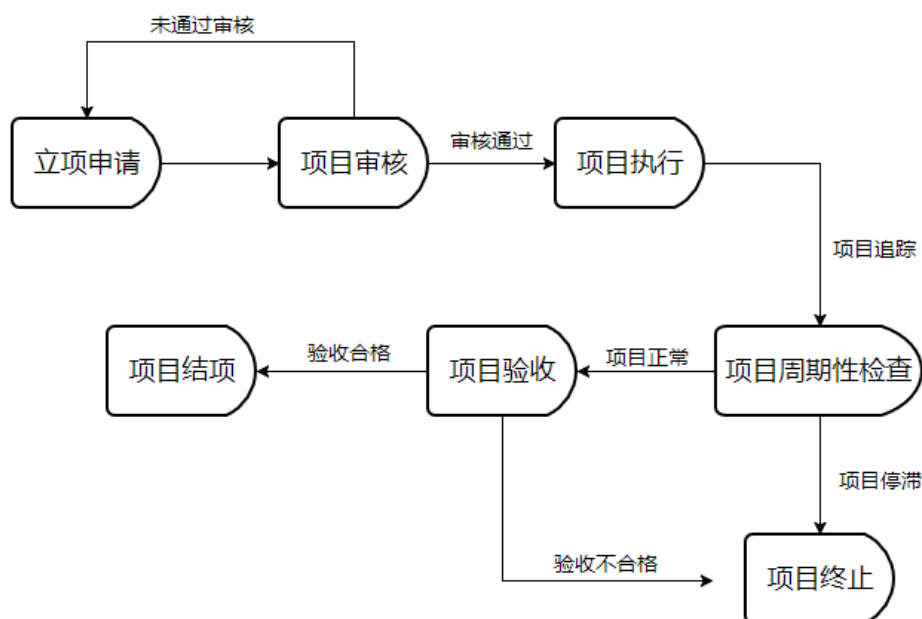 未通过审核
立项申请
项目审核
审核通过
项目执行
项目追踪
项目结项
验收合格
项目验收
项目正常
项目周期性检查
项目停滞
验收不合格
项目终止